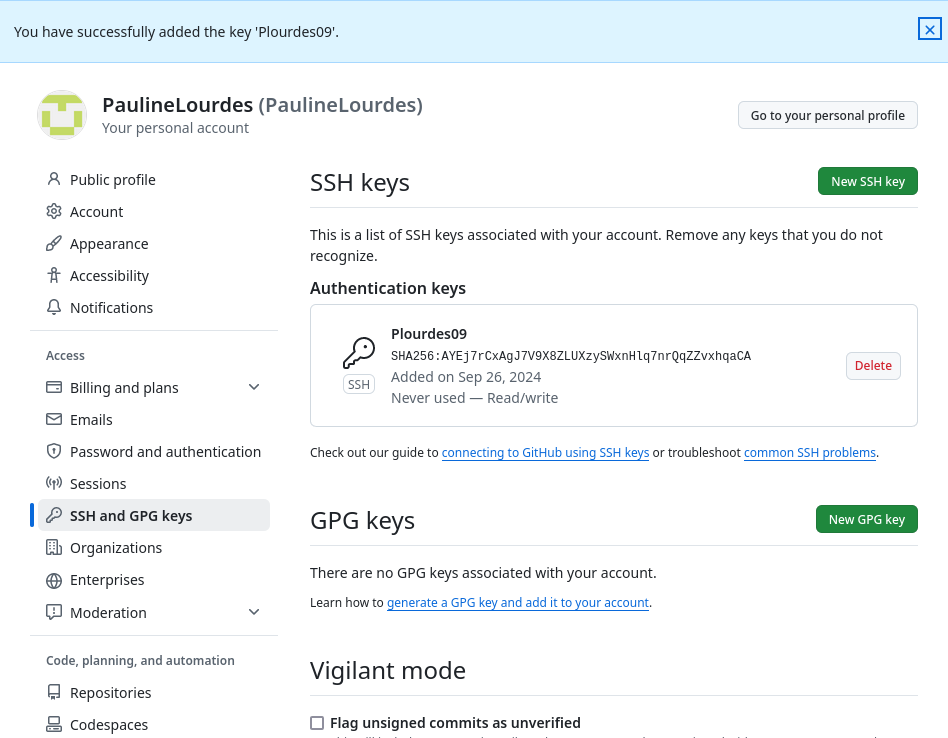 You have successfully added the key 'Plourdes09'.
PaulineLourdes (PaulineLourdes)
Your personal account
Go to your personal profile
Public profile
Account
Appearance
Accessibility
Notifications
Access
Billing and plans
Emails
Password and authentication
Sessions
SSH and GPG keys
Organizations
Enterprises
Moderation
Code, planning, and automation
Repositories
Codespaces
SSH keys
New SSH key
This is a list of SSH keys associated with your account. Remove any keys that you do not
recognize.
Authentication keys
SSH
Plourdes09
SHA256:AYEj7rCxAgJ7V9X8ZLUXzySWxnHlq7nrQqZZvxhqaCA
Added on Sep 26, 2024
Never used — Read/write
Delete
Check out our guide to connecting to GitHub using SSH keys or troubleshoot common SSH problems.
GPG keys
New GPG key
There are no GPG keys associated with your account.
Learn how to generate a GPG key and add it to your account.
Vigilant mode
Flag unsigned commits as unverified